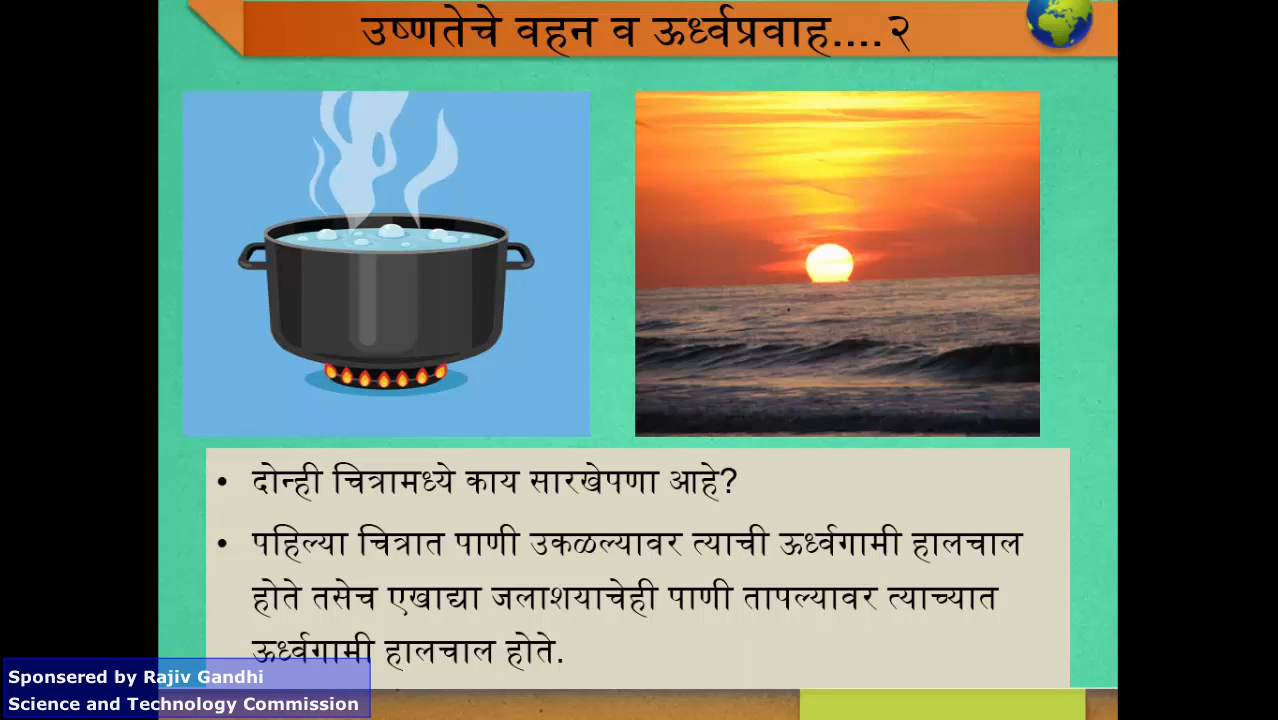 उष्णतेचे वहन व ऊर्ध्वप्रवाह....२
• दोन्ही चित्रामध्ये काय सारखेपणा आहे?
• पहिल्या चित्रात पाणी उकळल्यावर त्याची ऊर्ध्वगामी हालचाल
होते तसेच एखाद्या जलाशयाचेही पाणी तापल्यावर त्याच्यात
ऊर्ध्वगामी हालचाल होते.
Sponsered by Rajiv Gandhi
Science and Technology Commission